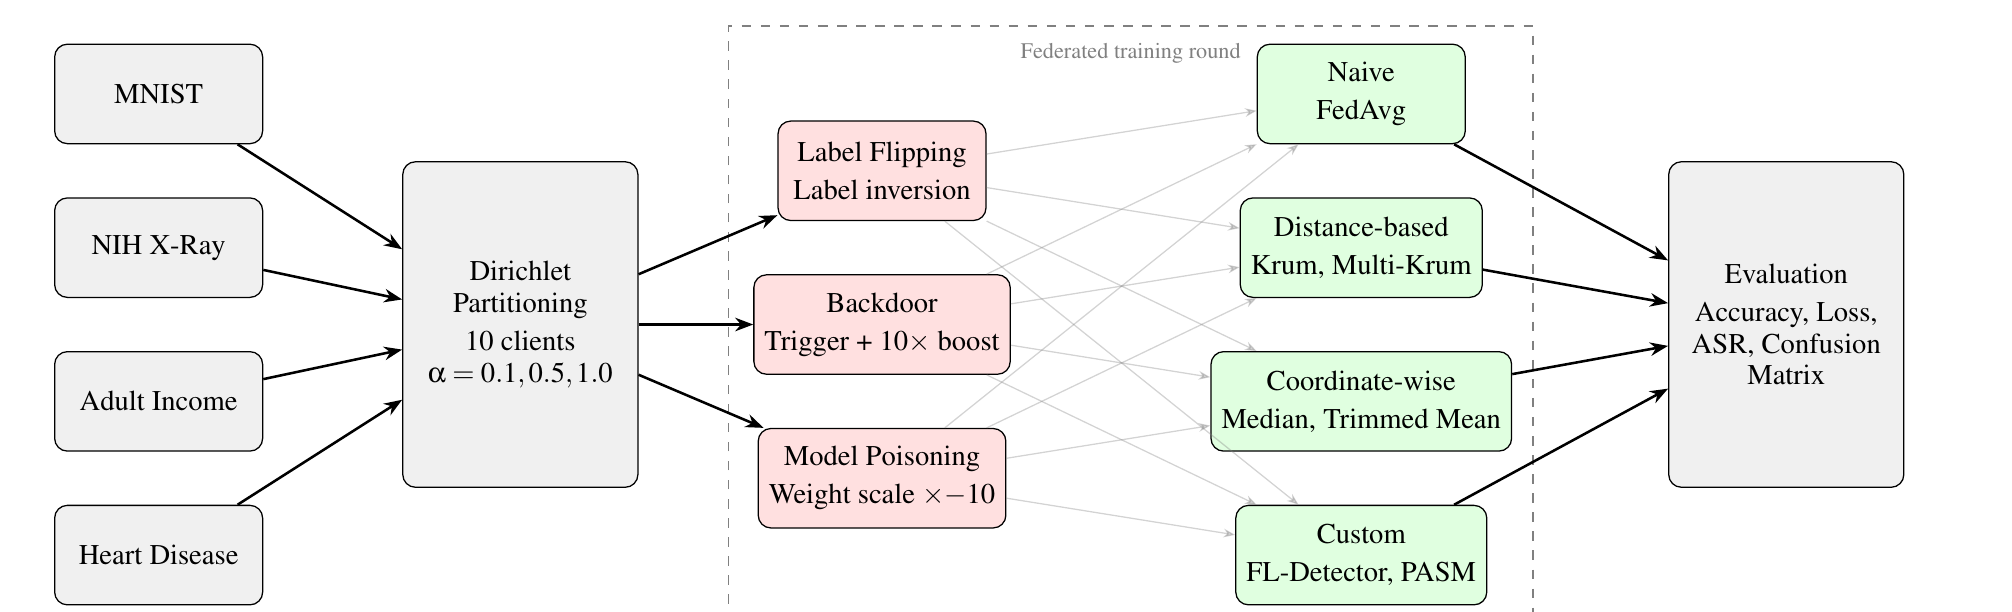 MNIST
NIH X-Ray
Adult Income
Heart Disease
Dirichlet
Partitioning
10 clients
α = 0.1, 0.5, 1.0
Federated training round
Label Flipping
Label inversion
Backdoor
Trigger + 10× boost
Model Poisoning
Weight scale ×−10
Naive
FedAvg
Distance-based
Krum, Multi-Krum
Coordinate-wise
Median, Trimmed Mean
Custom
FL-Detector, PASM
Evaluation
Accuracy, Loss,
ASR, Confusion
Matrix